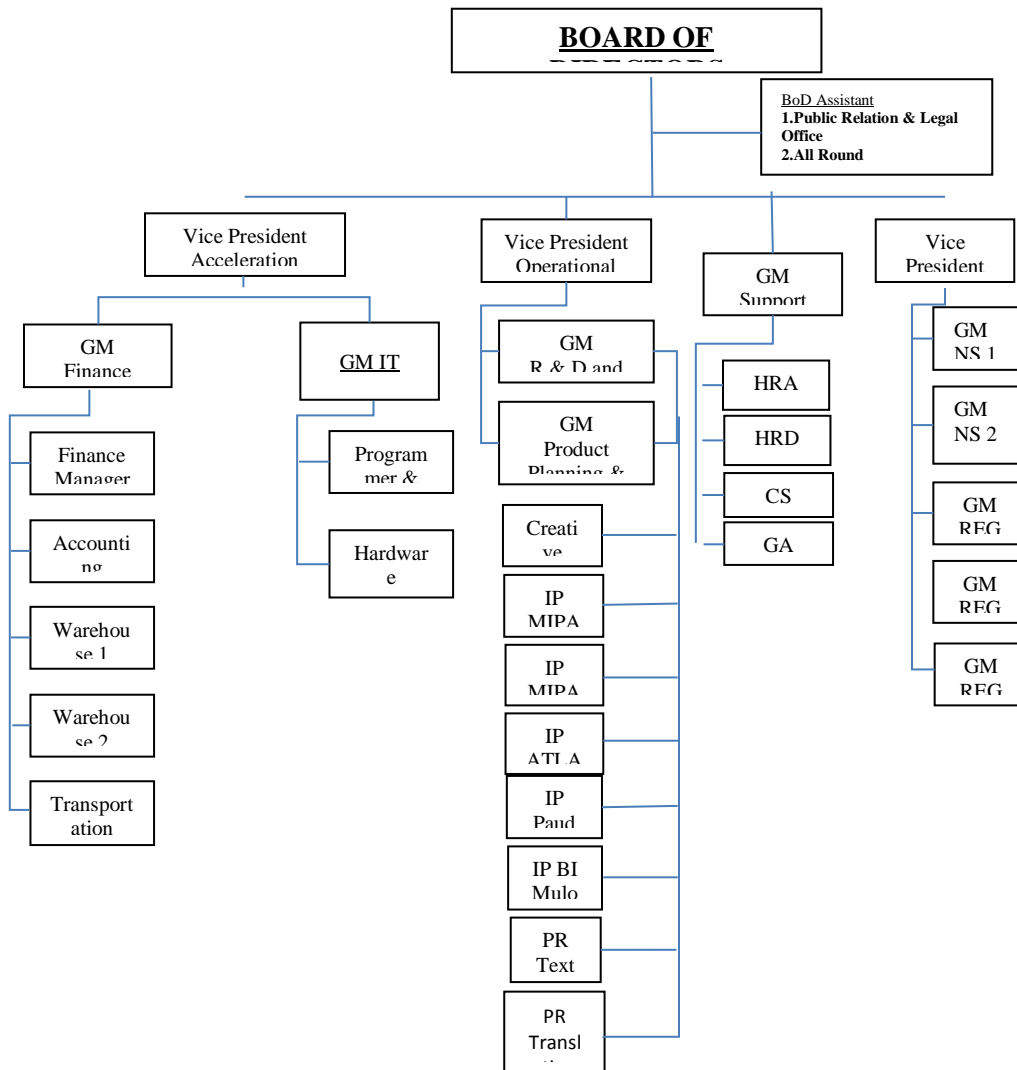 BOARD OF
DIRECTORS
BoD Assistant
1.Public Relation & Legal
Office
2.All Round
Vice President
Acceleration
Vice President
Operational
GM
Support
Vice
President
GM
Finance
GM IT
GM
R & D and
GM
Product
Planning &
GM
NS 1
GM
NS 2
GM
REG
GM
REG
GM
REG
Finance
Manager
Accounti
ng
Warehou
se 1
Warehou
se 2
Transport
ation
Program
mer &
Hardwar
e
HRA
HRD
CS
GA
Creati
ve
IP
MIPA
IP
MIPA
IP
ATLA
IP
Paud
IP BI
Mulo
PR
Text
PR
Transl